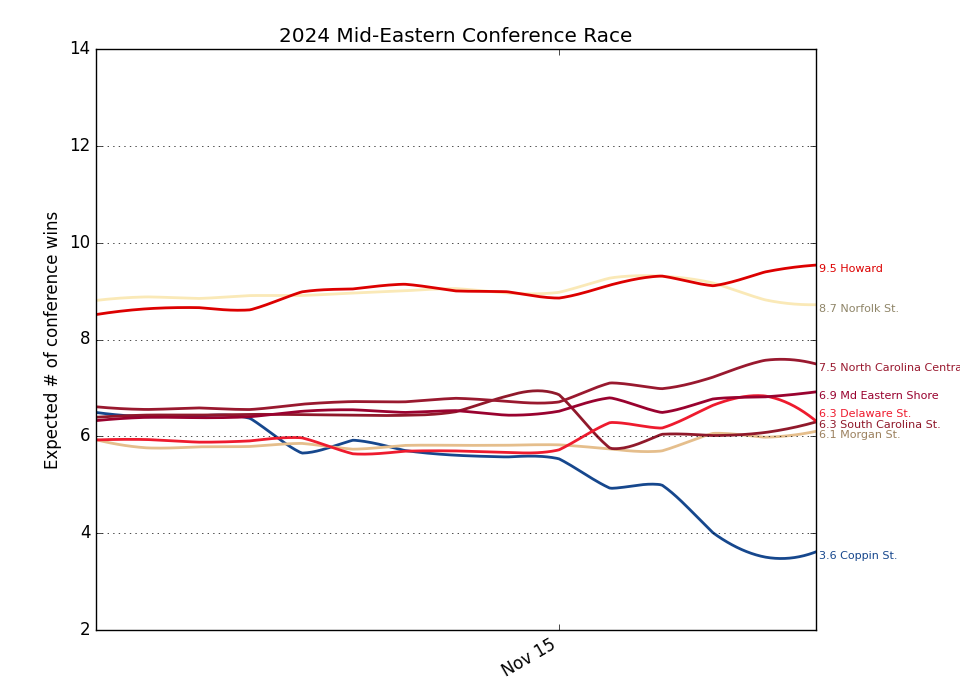 2024 Mid-Eastern Conference Race
Expected # of conference wins
14
12
10
8
6
4
2
Nov 15
9.5 Howard
8.7 Norfolk St.
7.5 North Carolina Centra
6.9 Md Eastern Shore
6.3 Delaware St.
6.3 South Carolina St.
6.1 Morgan St.
3.6 Coppin St.